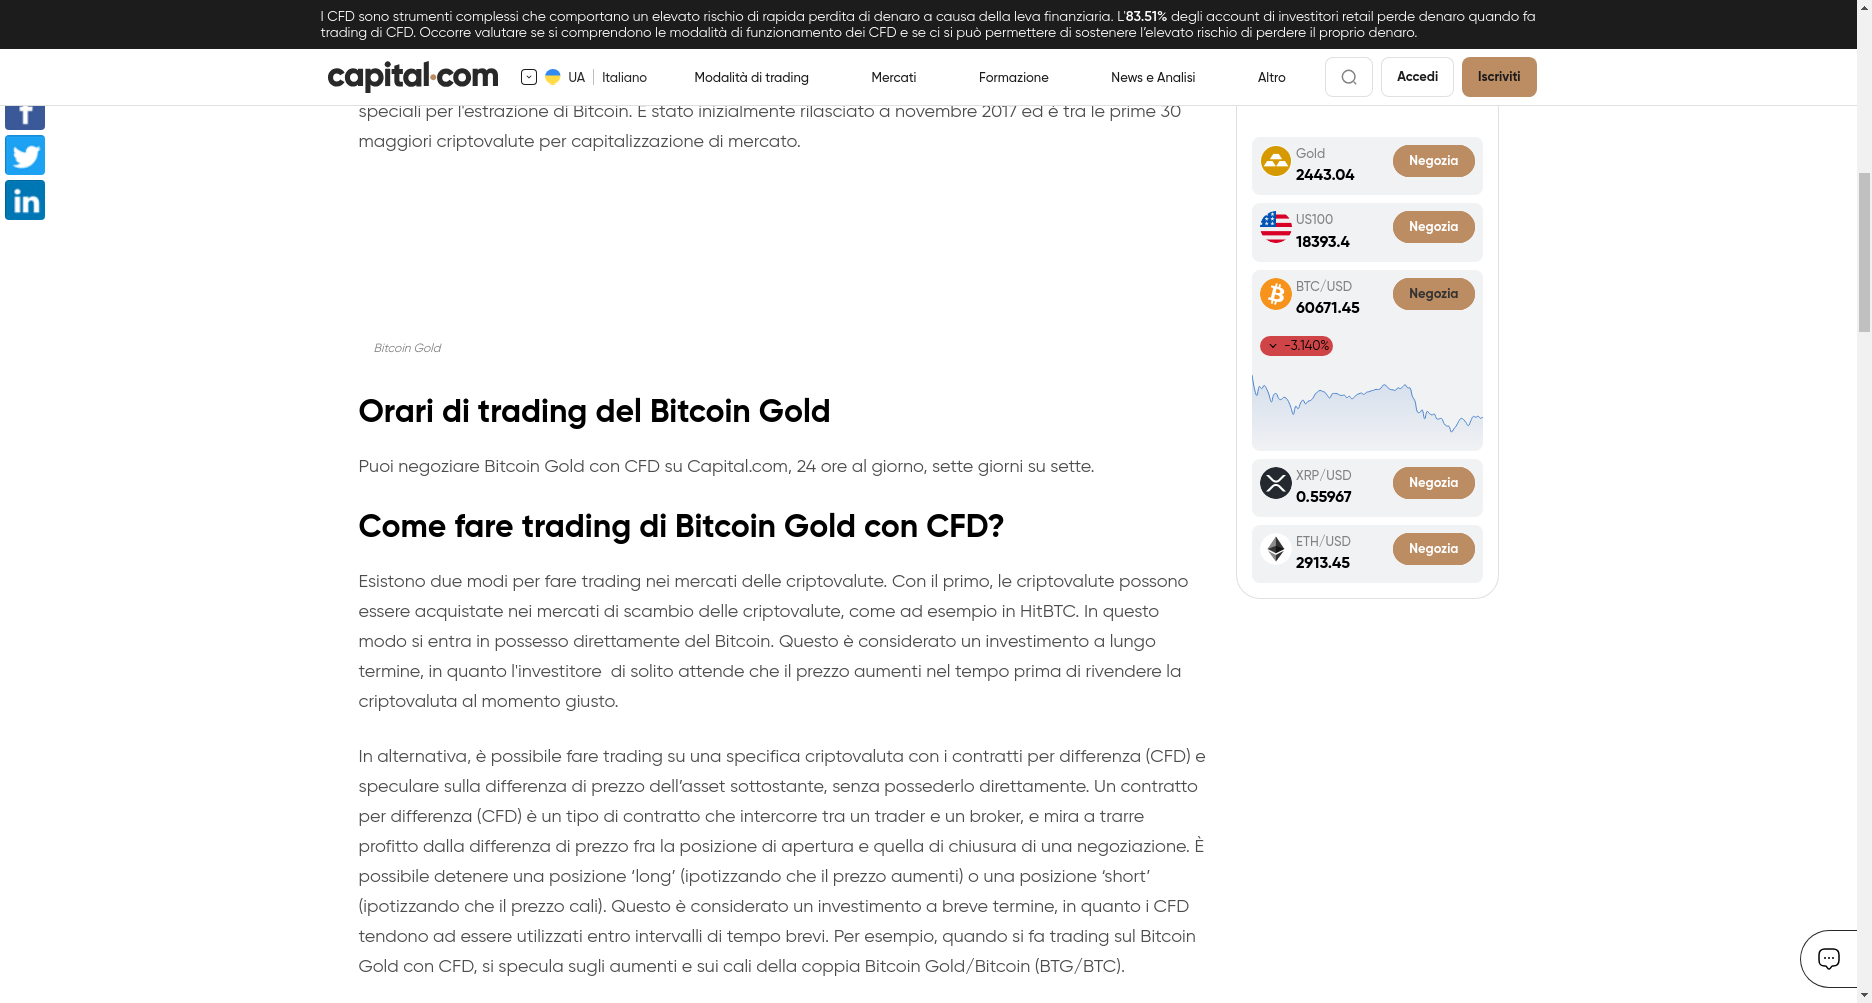 I CFD sono strumenti complessi che comportano un elevato rischio di rapida perdita di denaro a causa della leva finanziaria. L'83.51% degli account di investitori retail perde denaro quando fa
trading di CFD. Occorre valutare se si comprendono le modalità di funzionamento dei CFD e se ci si può permettere di sostenere l'elevato rischio di perdere il proprio denaro.
capital.com
UA
Italiano
Modalità di trading
Mercati
Formazione
News e Analisi
Altro
Accedi
Iscriviti
speciali per l'estrazione di Bitcoin. È stato inizialmente rilasciato a novembre 2017 ed è tra le prime 30
maggiori criptovalute per capitalizzazione di mercato.
Bitcoin Gold
Orari di trading del Bitcoin Gold
Puoi negoziare Bitcoin Gold con CFD su Capital.com, 24 ore al giorno, sette giorni su sette.
Come fare trading di Bitcoin Gold con CFD?
Esistono due modi per fare trading nei mercati delle criptovalute. Con il primo, le criptovalute possono
essere acquistate nei mercati di scambio delle criptovalute, come ad esempio in HitBTC. In questo
modo si entra in possesso direttamente del Bitcoin. Questo è considerato un investimento a lungo
termine, in quanto l'investitore  di solito attende che il prezzo aumenti nel tempo prima di rivendere la
criptovaluta al momento giusto.
In alternativa, è possibile fare trading su una specifica criptovaluta con i contratti per differenza (CFD) e
speculare sulla differenza di prezzo dell’asset sottostante, senza possederlo direttamente. Un contratto
per differenza (CFD) è un tipo di contratto che intercorre tra un trader e un broker, e mira a trarre
profitto dalla differenza di prezzo fra la posizione di apertura e quella di chiusura di una negoziazione. È
possibile detenere una posizione ‘long’ (ipotizzando che il prezzo aumenti) o una posizione ‘short’
(ipotizzando che il prezzo cali). Questo è considerato un investimento a breve termine, in quanto i CFD
tendono ad essere utilizzati entro intervalli di tempo brevi. Per esempio, quando si fa trading sul Bitcoin
Gold con CFD, si specula sugli aumenti e sui cali della coppia Bitcoin Gold/Bitcoin (BTG/BTC).
Gold
2443.04
Negozia
US100
18393.4
Negozia
BTC/USD
60671.45
Negozia
-3.140%
XRP/USD
0.55967
Negozia
ETH/USD
2913.45
Negozia